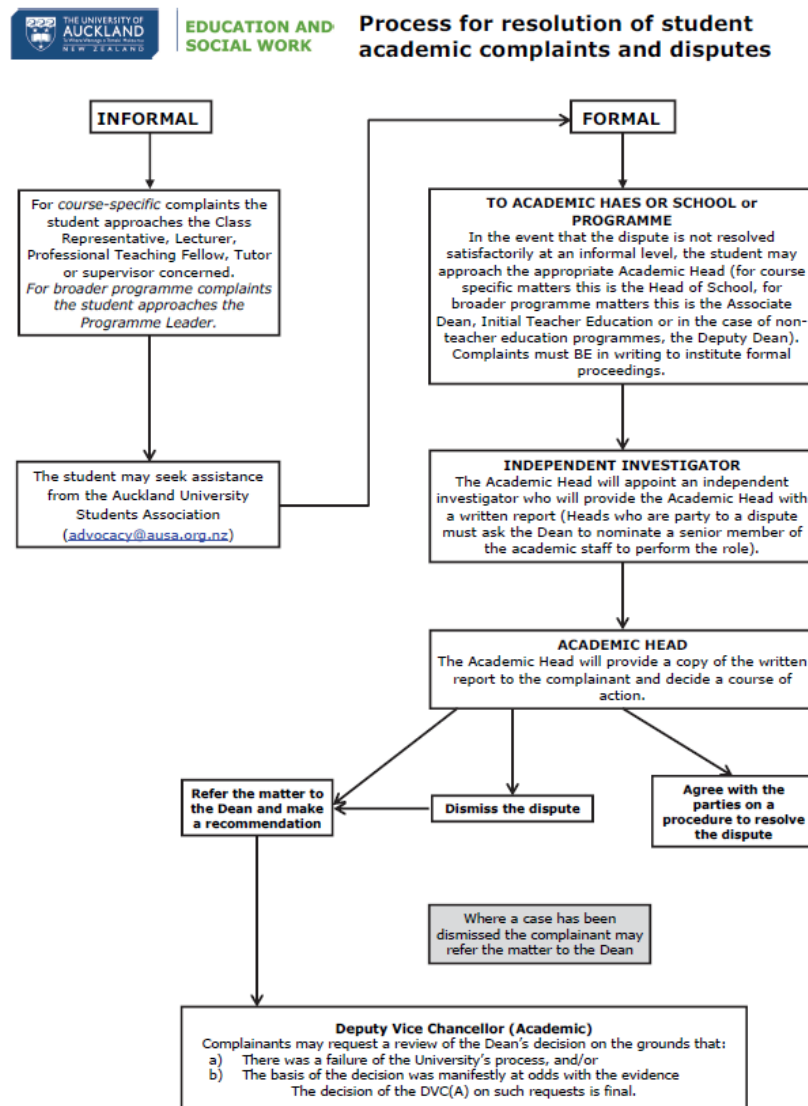 THE UNIVERSITY OF
AUCKLAND
NEW ZEALAND
EDUCATION AND
SOCIAL WORK
Process for resolution of student
academic complaints and disputes
INFORMAL
For course-specific complaints the
student approaches the Class
Representative, Lecturer,
Professional Teaching Fellow, Tutor
or supervisor concerned.
For broader programme complaints
the student approaches the
Programme Leader.
The student may seek assistance
from the Auckland University
Students Association
(advocacy@ausa.org.nz)
FORMAL
TO ACADEMIC HAES OR SCHOOL or
PROGRAMME
In the event that the dispute is not resolved
satisfactorily at an informal level, the student may
approach the appropriate Academic Head (for course
specific matters this is the Head of School, for
broader programme matters this is the Associate
Dean, Initial Teacher Education or in the case of non-
teacher education programmes, the Deputy Dean).
Complaints must BE in writing to institute formal
proceedings.
INDEPENDENT INVESTIGATOR
The Academic Head will appoint an independent
investigator who will provide the Academic Head with
a written report (Heads who are party to a dispute
must ask the Dean to nominate a senior member of
the academic staff to perform the role).
ACADEMIC HEAD
The Academic Head will provide a copy of the written
report to the complainant and decide a course of
action.
Refer the matter to
the Dean and make
a recommendation
Dismiss the dispute
Agree with the
parties on a
procedure to resolve
the dispute
Where a case has been
dismissed the complainant may
refer the matter to the Dean
Deputy Vice Chancellor (Academic)
Complainants may request a review of the Dean's decision on the grounds that:
a) There was a failure of the University's process, and/or
b) The basis of the decision was manifestly at odds with the evidence
The decision of the DVC(A) on such requests is final.